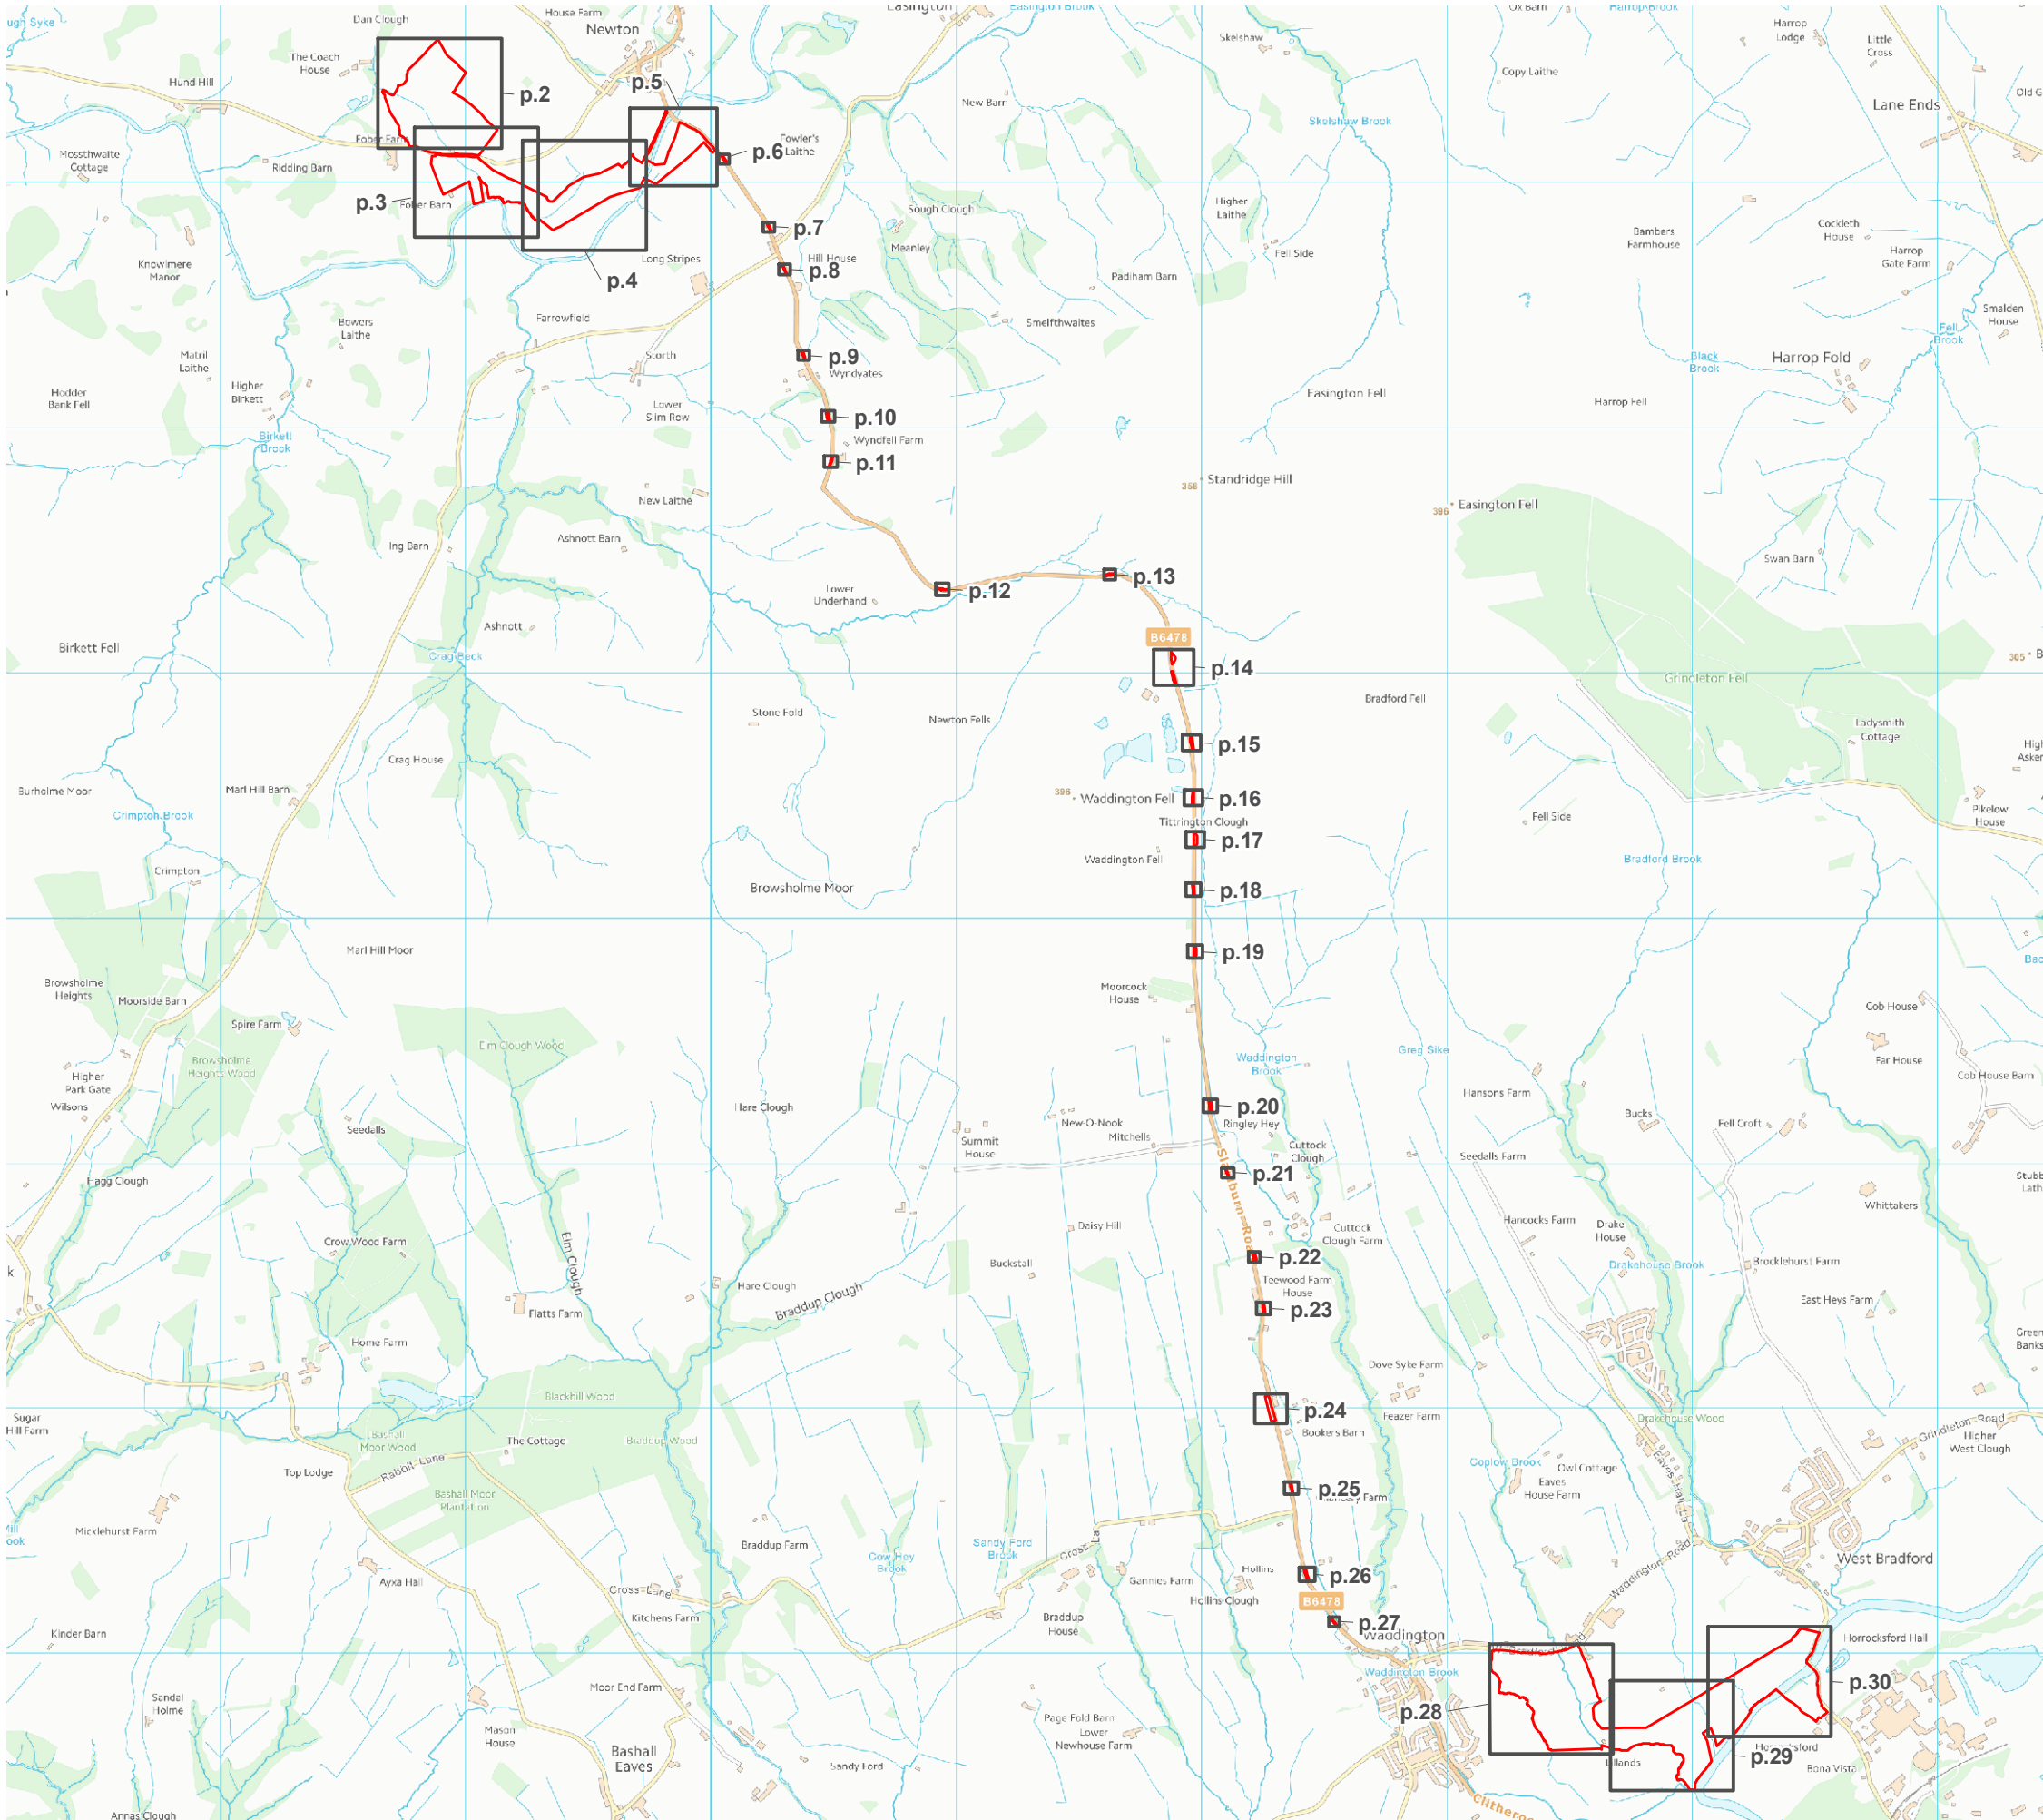 Dan Clough
House Farm
Newton
Easington Brook
Harrop
Lodge
Little
Cross
The Coach
House
Skelshaw
Hund Hill
p.2
p.5
New Barn
Copy Laithe
Lane Ends
Skelshaw Brook
Mossthwaite
Cottage
Ridding Barn
Fowler's
Laithe
p.6
p.3
Fober Barn
Sough Clough
Higher
Laithe
p.7
Meanley
Bambers
Farmhouse
Cockleth
House
Harrop
Gate Farm
Knowlmere
Manor
Long Stripes
Hill House
p.8
Fell Side
p.4
Padiham Barn
Bowers
Laithe
Farrowfield
Smelfthwaites
Smalden
House
Fell
Brook
Matril
Laithe
Storth
p.9
Wyndyates
Black
Brook
Harrop Fold
Hodder
Bank Fell
Higher
Birkett
Lower
Slim Row
p.10
Easington Fell
Harrop Fell
Birkett
Brook
Wyndfell Farm
p.11
358
Standridge Hill
New Laithe
396
Easington Fell
Ing Barn
Ashnott Barn
Swan Barn
Lower
Underhand
p.12
p.13
Ashnott
B6478
Birkett Fell
Crag Beck
p.14
305
Grindleton Fell
Stone Fold
Newton Fells
Bradford Fell
Ladysmith
Cottage
Crag House
p.15
Burholme Moor
Marl Hill Barn
396
Waddington Fell
p.16
Crimpton Brook
Tittrington Clough
Fell Side
Pikelow
House
p.17
Waddington Fell
Bradford Brook
Crimpton
Browsholme Moor
p.18
Marl Hill Moor
p.19
Browsholme
Heights
Moorside Barn
Moorcock
House
Cob House
Spire Farm
Elm Clough Wood
Browsholme
Heights Wood
Waddington
Brook
Greg Sike
Far House
Higher
Park Gate
Cob House Barn
Wilsons
Hare Clough
p.20
Hansons Farm
Seedalls
New-O-Nook
Ringley Hey
Bucks
Fell Croft
Summit
House
Mitchells
Cuttock
Clough
Seedalls Farm
p.21
Hagg Clough
Whittakers
Daisy Hill
Hancocks Farm
Drake
House
Crow Wood Farm
Elm Clough
Cuttock
Clough Farm
Buckstall
p.22
Drakehouse Brook
Brocklehurst Farm
Hare Clough
Teewood Farm
House
Braddup Clough
Flatts Farm
p.23
East Heys Farm
Home Farm
Dove Syke Farm
Blackhill Wood
p.24
Feazer Farm
Sugar
Hill Farm
Bashall
Moor Wood
The Cottage
Braddup Wood
Bookers Barn
Drakehouse Wood
Grindleton Road
Higher
West Clough
Top Lodge
Rabbit Lane
Coplow Brook
Owl Cottage
Eaves
House Farm
Bashall Moor
Plantation
p.25
Micklehurst Farm
Braddup Farm
Cow Hey
Brook
Sandy Ford
Brook
Waddington Road
West Bradford
Ayxa Hall
Cross Lane
Gannies Farm
Hollins
p.26
Hollins Clough
B6478
Kitchens Farm
Braddup
House
p.27
Kinder Barn
Waddington
Horrocksford Hall
Waddington Brook
p.30
Moor End Farm
Sandal
Holme
Page Fold Barn
Lower
Newhouse Farm
p.28
Mason
House
Bashall
Eaves
Sandy Ford
p.29
Bona Vista
Annas Clough